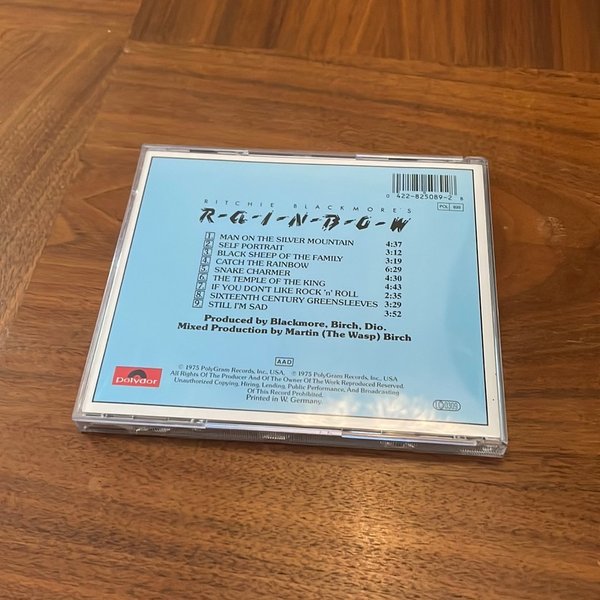 0 422-825089-2 8
POL 900
RITCHIE BLACKMORE'S
R-A-I-N-B-O-W
1 MAN ON THE SILVER MOUNTAIN 4:37
2 SELF PORTRAIT 3:12
3 BLACK SHEEP OF THE FAMILY 3:19
4 CATCH THE RAINBOW 6:29
5 SNAKE CHARMER 4:30
6 THE TEMPLE OF THE KING 4:43
7 IF YOU DON'T LIKE ROCK 'n' ROLL 2:35
8 SIXTEENTH CENTURY GREENSLEEVES 3:29
9 STILL I'M SAD 3:52
Produced by Blackmore, Birch, Dio.
Mixed Production by Martin (The Wasp) Birch
AAD
polydor
℗ 1975 PolyGram Records, Inc., USA. © 1975 PolyGram Records, Inc., USA
All Rights Of The Producer And Of The Owner Of The Work Reproduced Reserved.
Unauthorized Copying, Hiring, Lending, Public Performance, And Broadcasting
Of This Record Prohibited.
Printed in W. Germany.